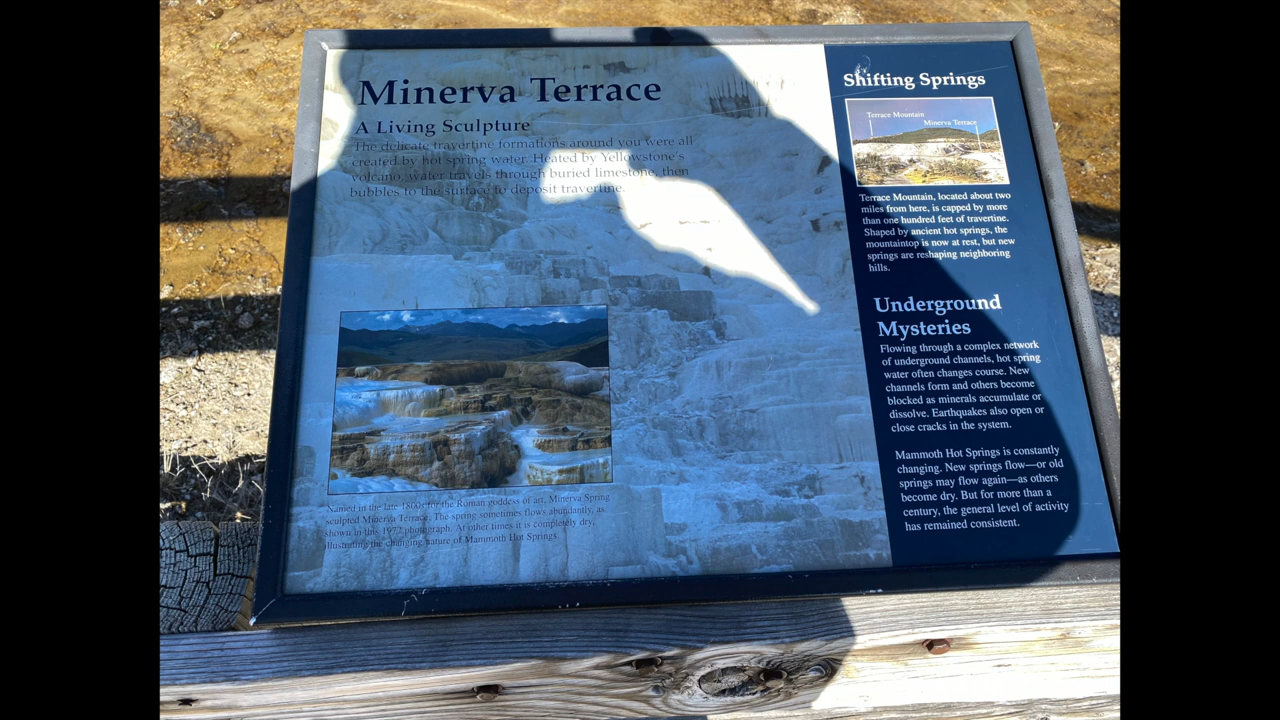 Minerva Terrace
A Living Sculpture
The delicate travertine formations around you were all
created by hot spring water. Heated by Yellowstone's
volcano, water travels through buried limestone, then
bubbles to the surface to deposit travertine.
Named in the late 1800s for the Roman goddess of art, Minerva Spring
sculpted Minerva Terrace. The spring sometimes flows abundantly, as
shown in this 1977 photograph. At other times it is completely dry,
illustrating the changing nature of Mammoth Hot Springs.
Shifting Springs
Terrace Mountain
Minerva Terrace
Terrace Mountain, located about two
miles from here, is capped by more
than one hundred feet of travertine.
Shaped by ancient hot springs, the
mountaintop is now at rest, but new
springs are reshaping neighboring
hills.
Underground
Mysteries
Flowing through a complex network
of underground channels, hot spring
water often changes course. New
channels form and others become
blocked as minerals accumulate or
dissolve. Earthquakes also open or
close cracks in the system.
Mammoth Hot Springs is constantly
changing. New springs flow—or old
springs may flow again—as others
become dry. But for more than a
century, the general level of activity
has remained consistent.